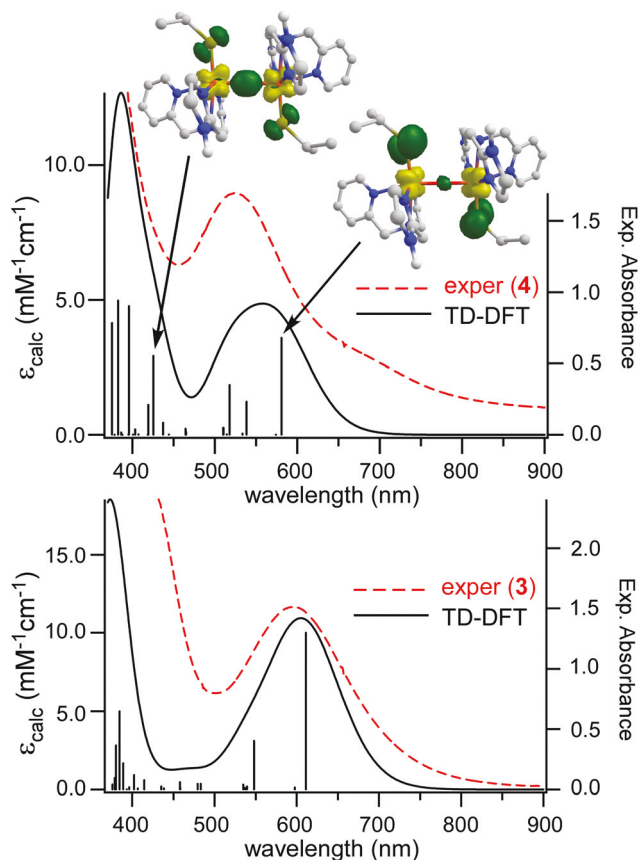 10.0
5.0
0.0
εcalc (mM-1cm-1)
1.5
1.0
0.5
0.0
Exp. Absorbance
exper (4)
TD-DFT
400 500 600 700 800 900
wavelength (nm)
15.0
10.0
5.0
0.0
εcalc (mM-1cm-1)
2.0
1.5
1.0
0.5
0.0
Exp. Absorbance
exper (3)
TD-DFT
400 500 600 700 800 900
wavelength (nm)